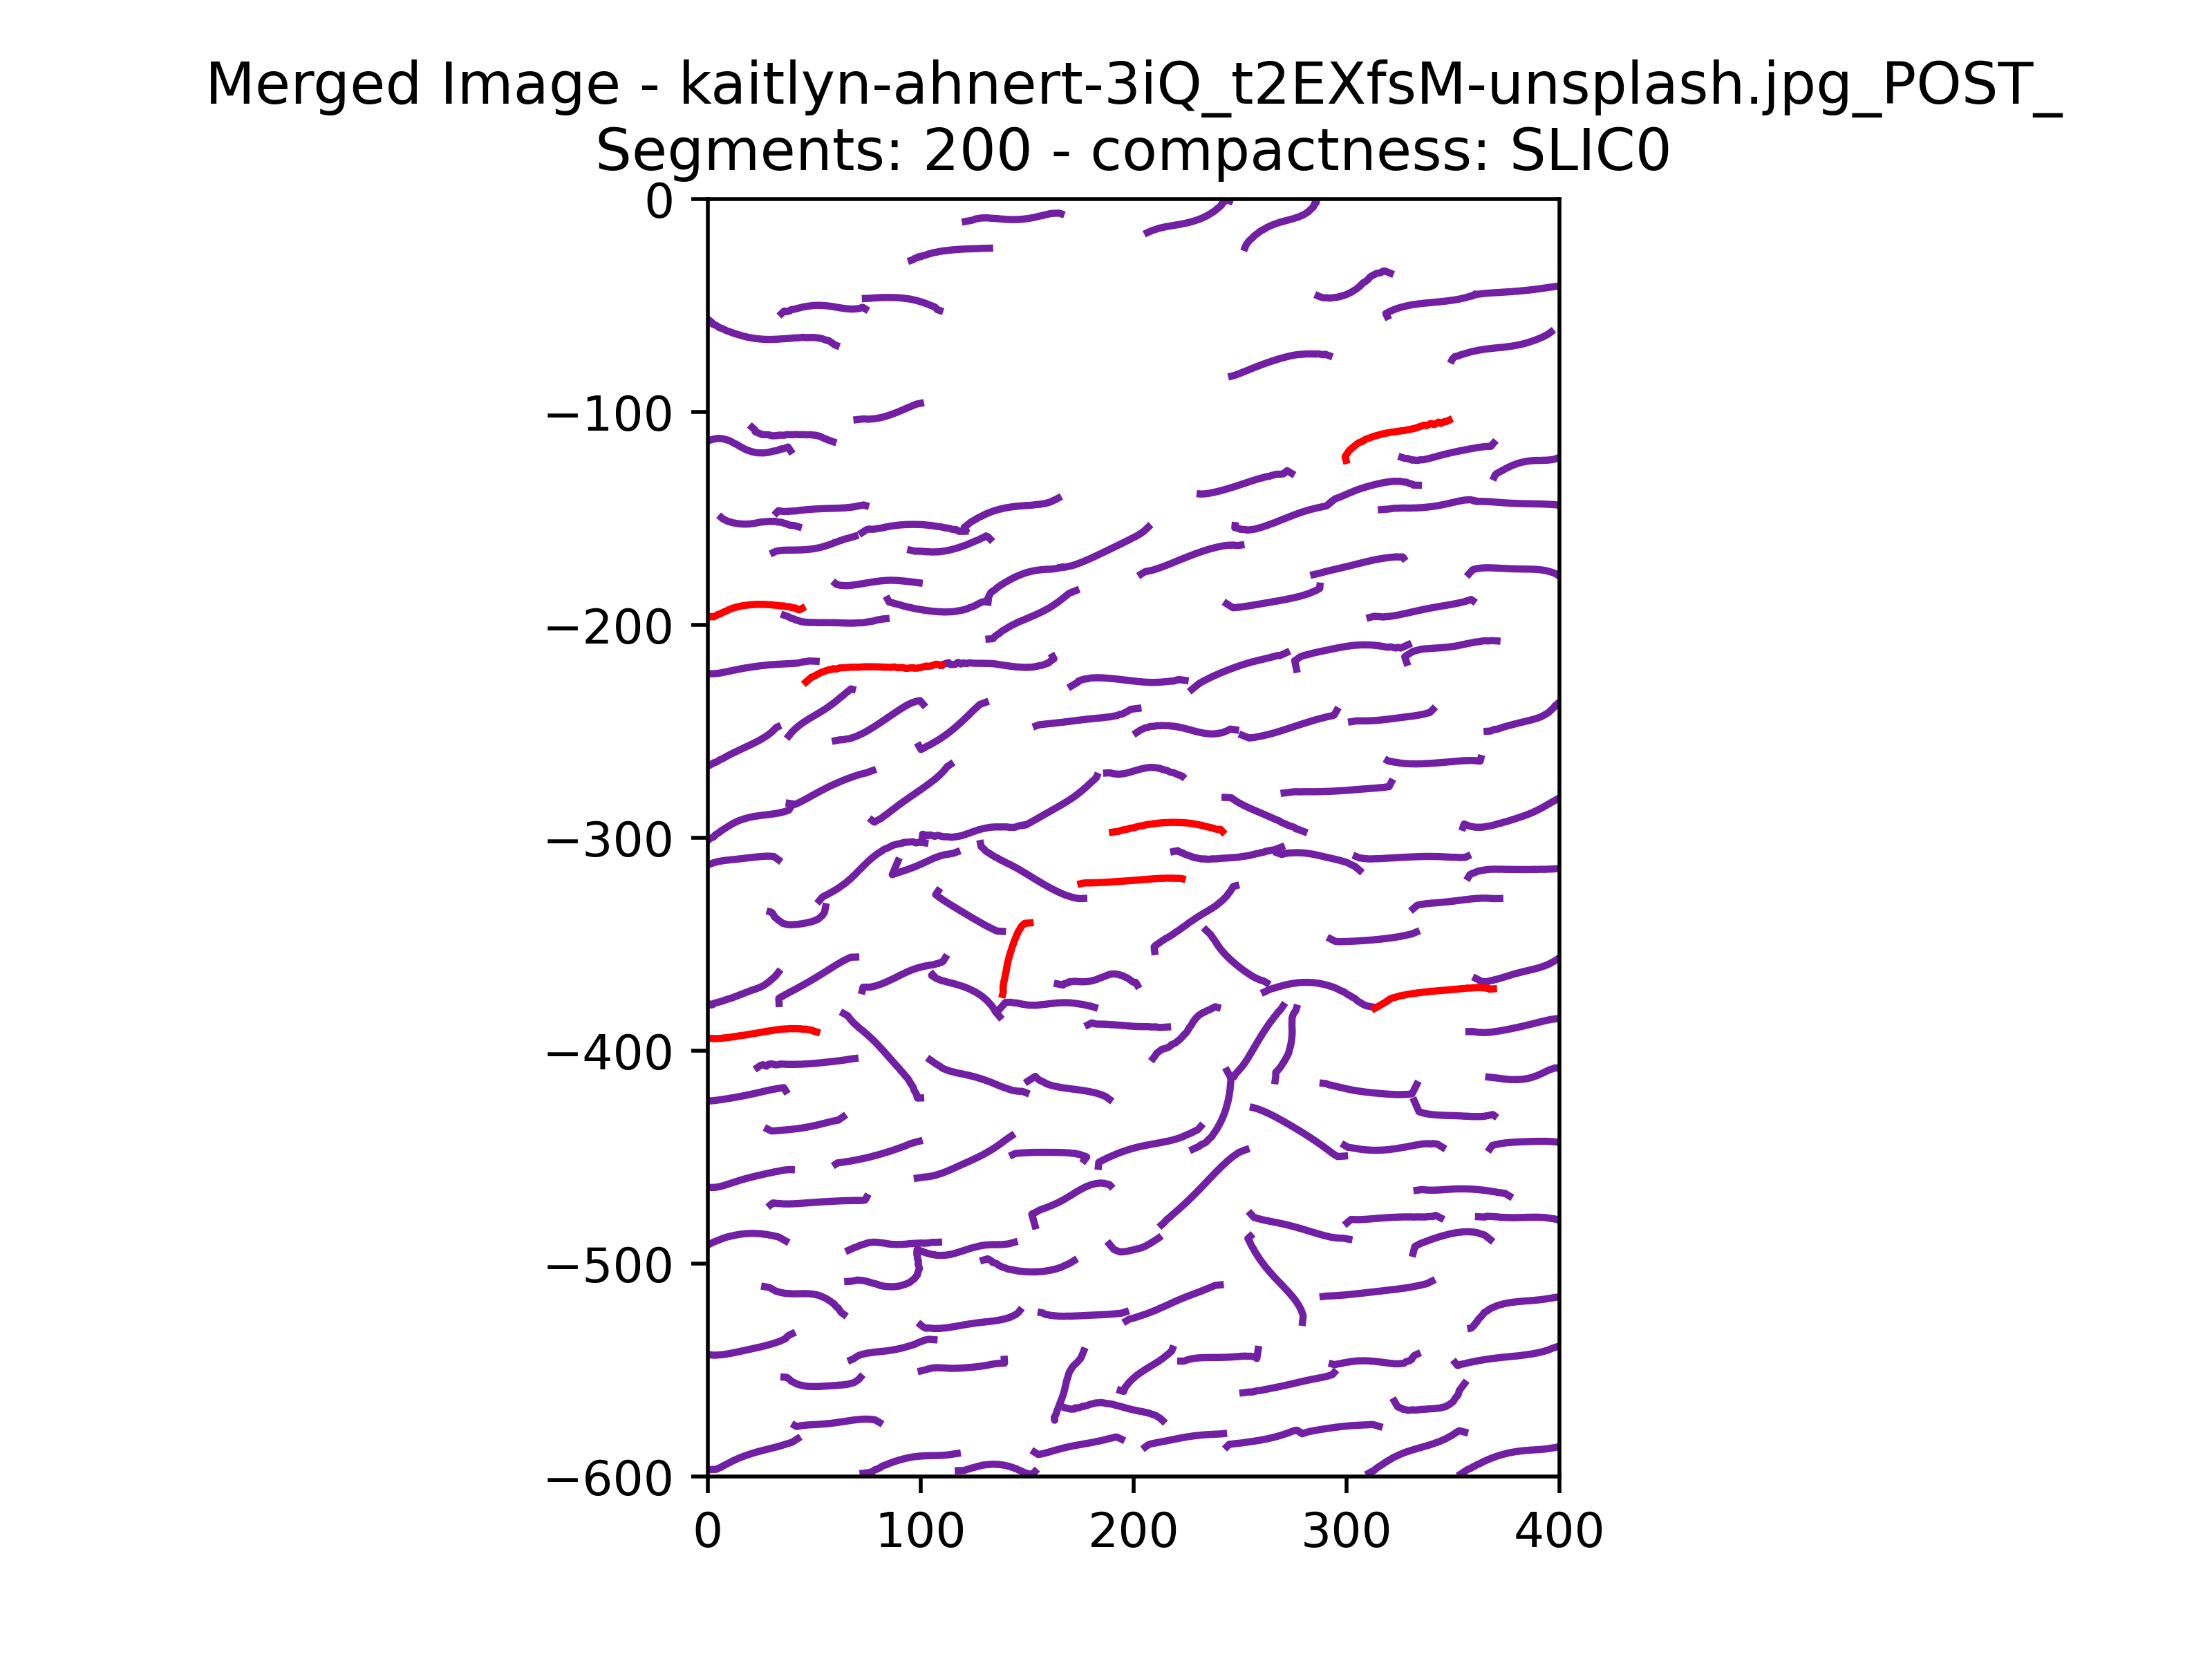 Merged Image - kaitlyn-ahnert-3iQ_t2EXfsM-unsplash.jpg_POST_
Segments: 200 - compactness: SLIC0
0
−100
−200
−300
−400
−500
−600
0 100 200 300 400